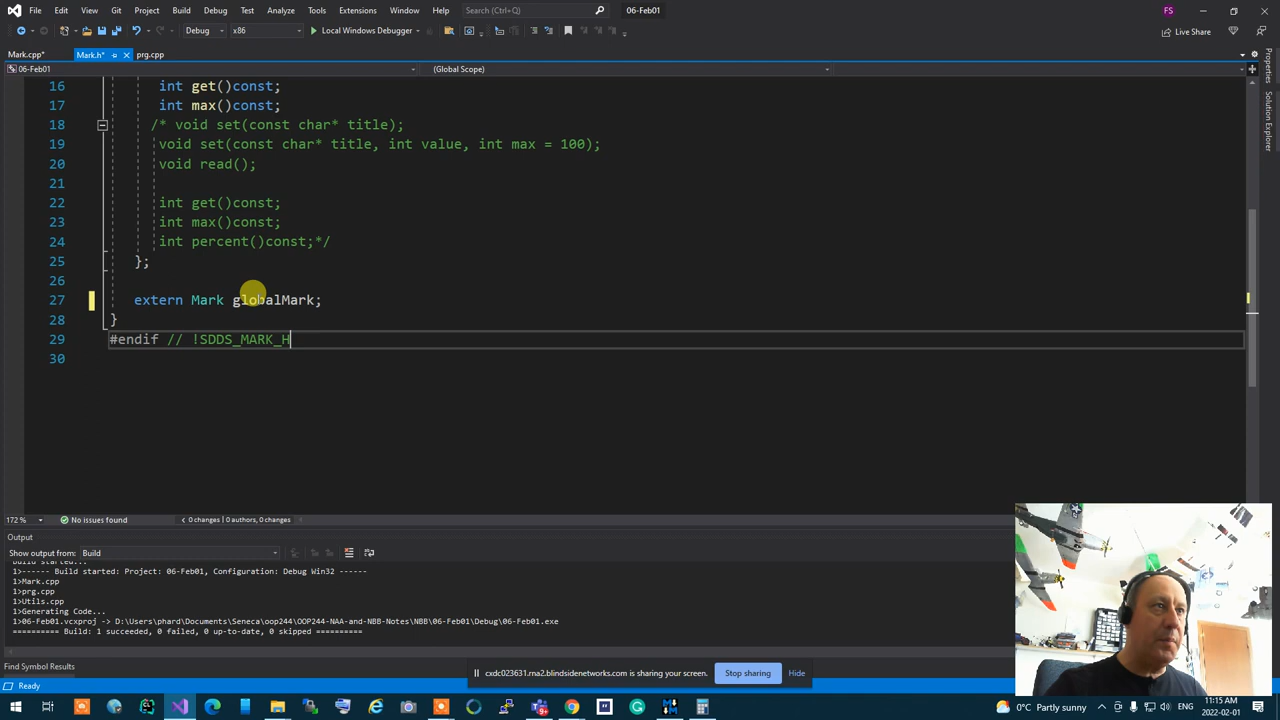 File Edit View Git Project Build Debug Test Analyze Tools Extensions Window Help Search (Ctrl+Q) 06-Feb01 FS
Debug x86 Local Windows Debugger Live Share
Mark.cpp* Mark.h* prg.cpp
06-Feb01 (Global Scope)
16 int get()const;
17 int max()const;
18 /* void set(const char* title);
19 void set(const char* title, int value, int max = 100);
20 void read();
21
22 int get()const;
23 int max()const;
24 int percent()const;*/
25 };
26
27 extern Mark globalMark;
28 }
29 #endif // !SDDS_MARK_H
30
Properties
Solution Explorer
172 % No issues found 0 changes | 0 authors, 0 changes
Output
Show output from: Build
Build started...
1>------ Build started: Project: 06-Feb01, Configuration: Debug Win32 ------
1>Mark.cpp
1>prg.cpp
1>Utils.cpp
1>Generating Code...
1>06-Feb01.vcxproj -> D:\Users\phard\Documents\Seneca\oop244\OOP244-NAA-and-NBB-Notes\NBB\06-Feb01\Debug\06-Feb01.exe
========== Build: 1 succeeded, 0 failed, 0 up-to-date, 0 skipped ==========
Find Symbol Results
cxdc023631.rna2.blindsidenetworks.com is sharing your screen. Stop sharing Hide
Ready
0°C Partly sunny ENG 11:15 AM 2022-02-01